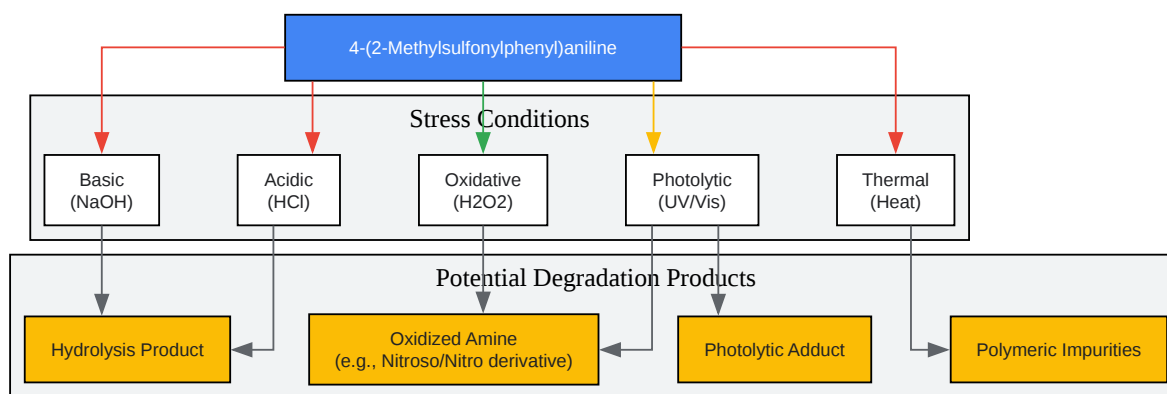 4-(2-Methylsulfonylphenyl)aniline
Stress Conditions
Basic
(NaOH)
Acidic
(HCl)
Oxidative
(H2O2)
Photolytic
(UV/Vis)
Thermal
(Heat)
Potential Degradation Products
Hydrolysis Product
Oxidized Amine
(e.g., Nitroso/Nitro derivative)
Photolytic Adduct
Polymeric Impurities